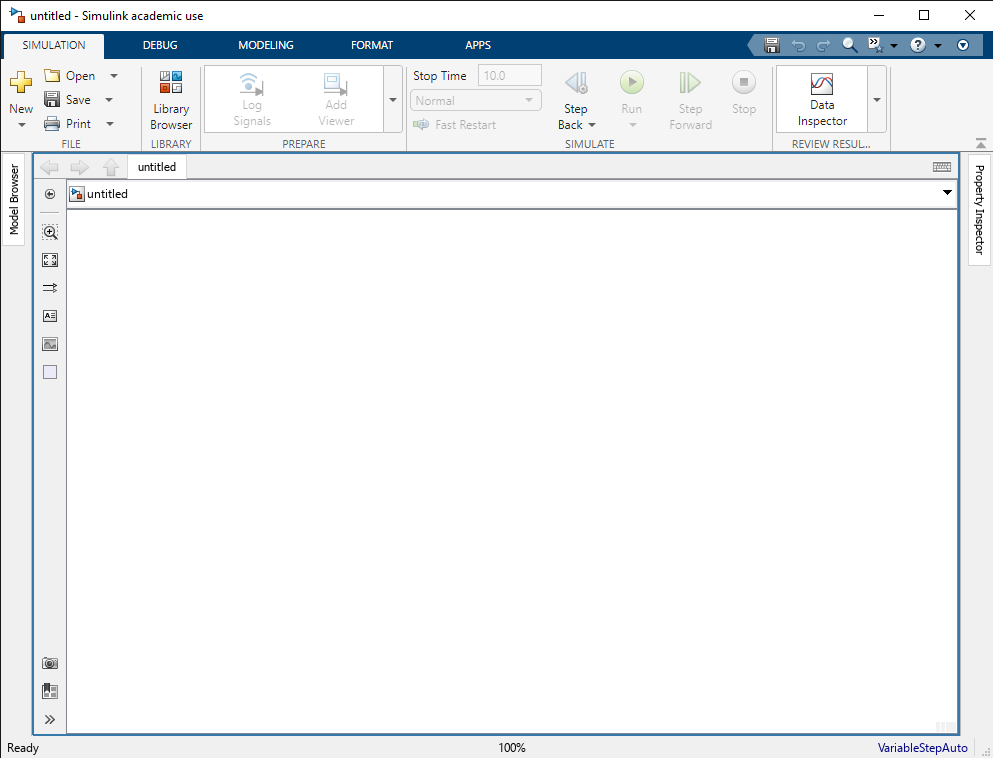 untitled - Simulink academic use
SIMULATION DEBUG MODELING FORMAT APPS
New
Open
Save
Print
FILE
Library
Browser
LIBRARY
Log
Signals
Add
Viewer
PREPARE
Stop Time 10.0
Normal
Fast Restart
Step
Back
Run
Step
Forward
Stop
SIMULATE
Data
Inspector
REVIEW RESUL...
Model Browser
untitled
untitled
Property Inspector
Ready 100% VariableStepAuto